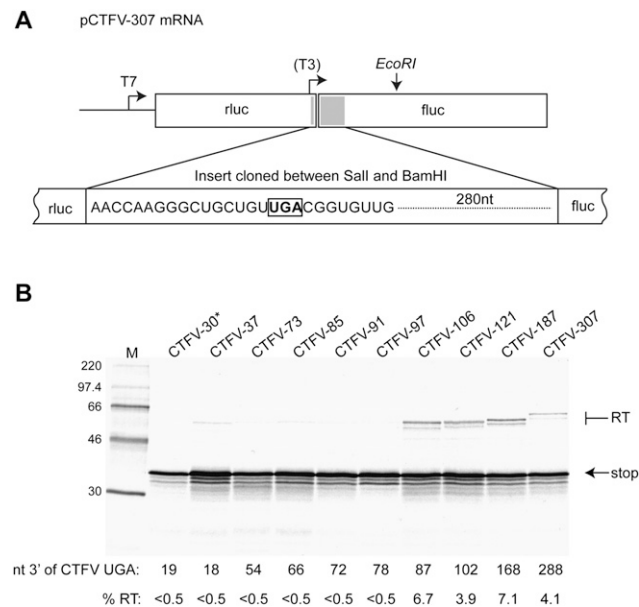 A pCTFV-307 mRNA
T7 (T3) EcoRI
rluc fluc
Insert cloned between SalI and BamHI
rluc AACCAAGGGCUGCUGUUGACGGUGUUG 280nt fluc
B
M CTFV-30* CTFV-37 CTFV-73 CTFV-85 CTFV-91 CTFV-97 CTFV-106 CTFV-121 CTFV-187 CTFV-307
220
97.4
66
RT
46
stop
30
nt 3' of CTFV UGA: 19 18 54 66 72 78 87 102 168 288
% RT: <0.5 <0.5 <0.5 <0.5 <0.5 <0.5 6.7 3.9 7.1 4.1